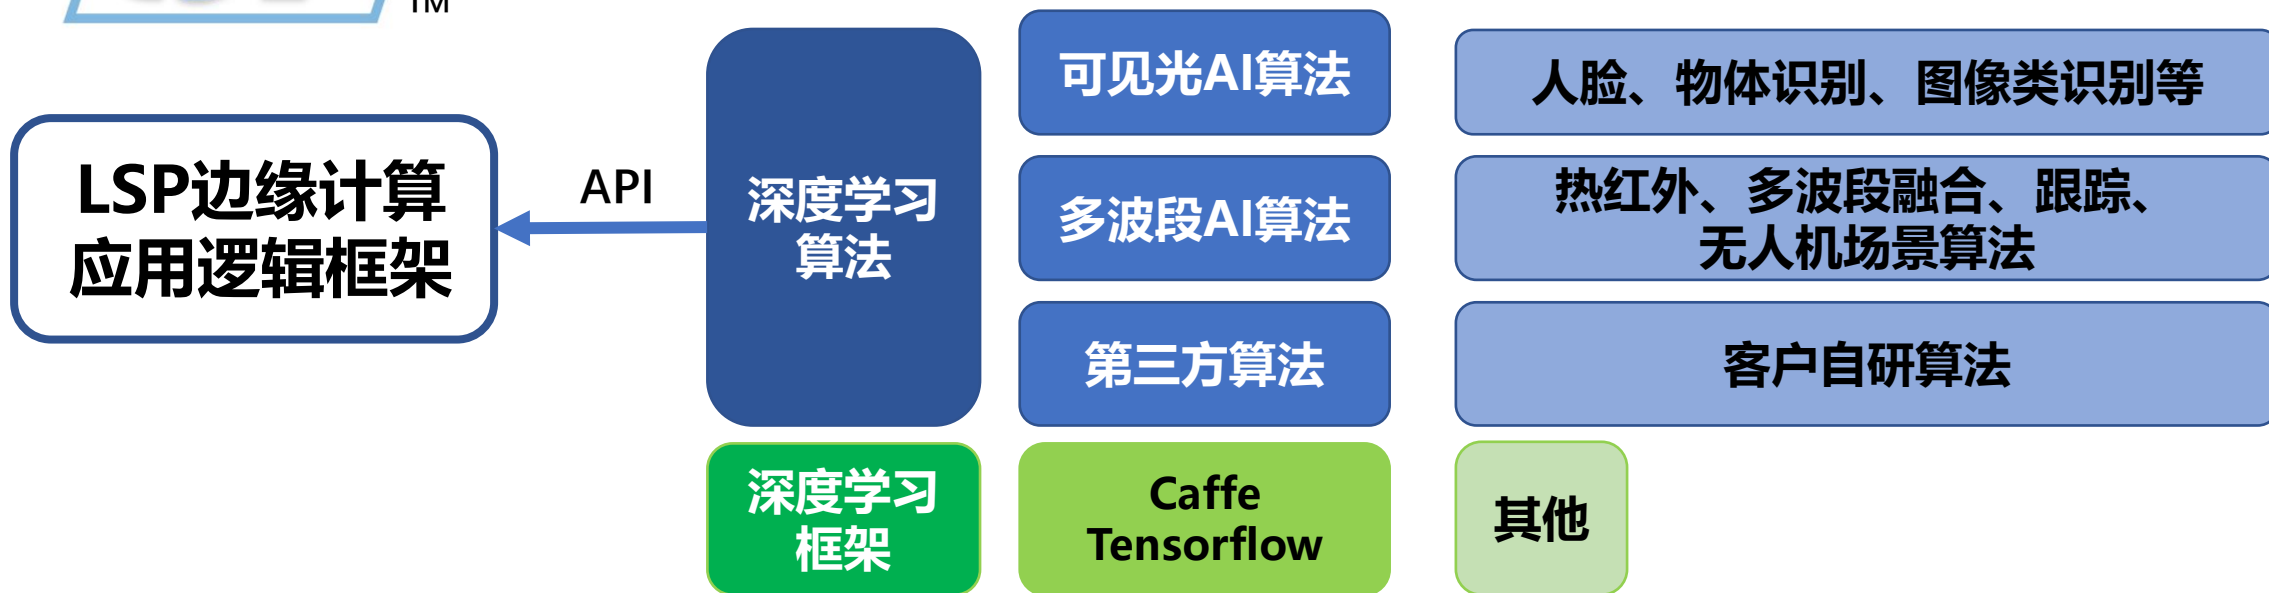 TM
LSP边缘计算
应用逻辑框架
API
深度学习
算法
可见光AI算法
人脸、物体识别、图像类识别等
多波段AI算法
热红外、多波段融合、跟踪、
无人机场景算法
第三方算法
客户自研算法
深度学习
框架
Caffe
Tensorflow
其他